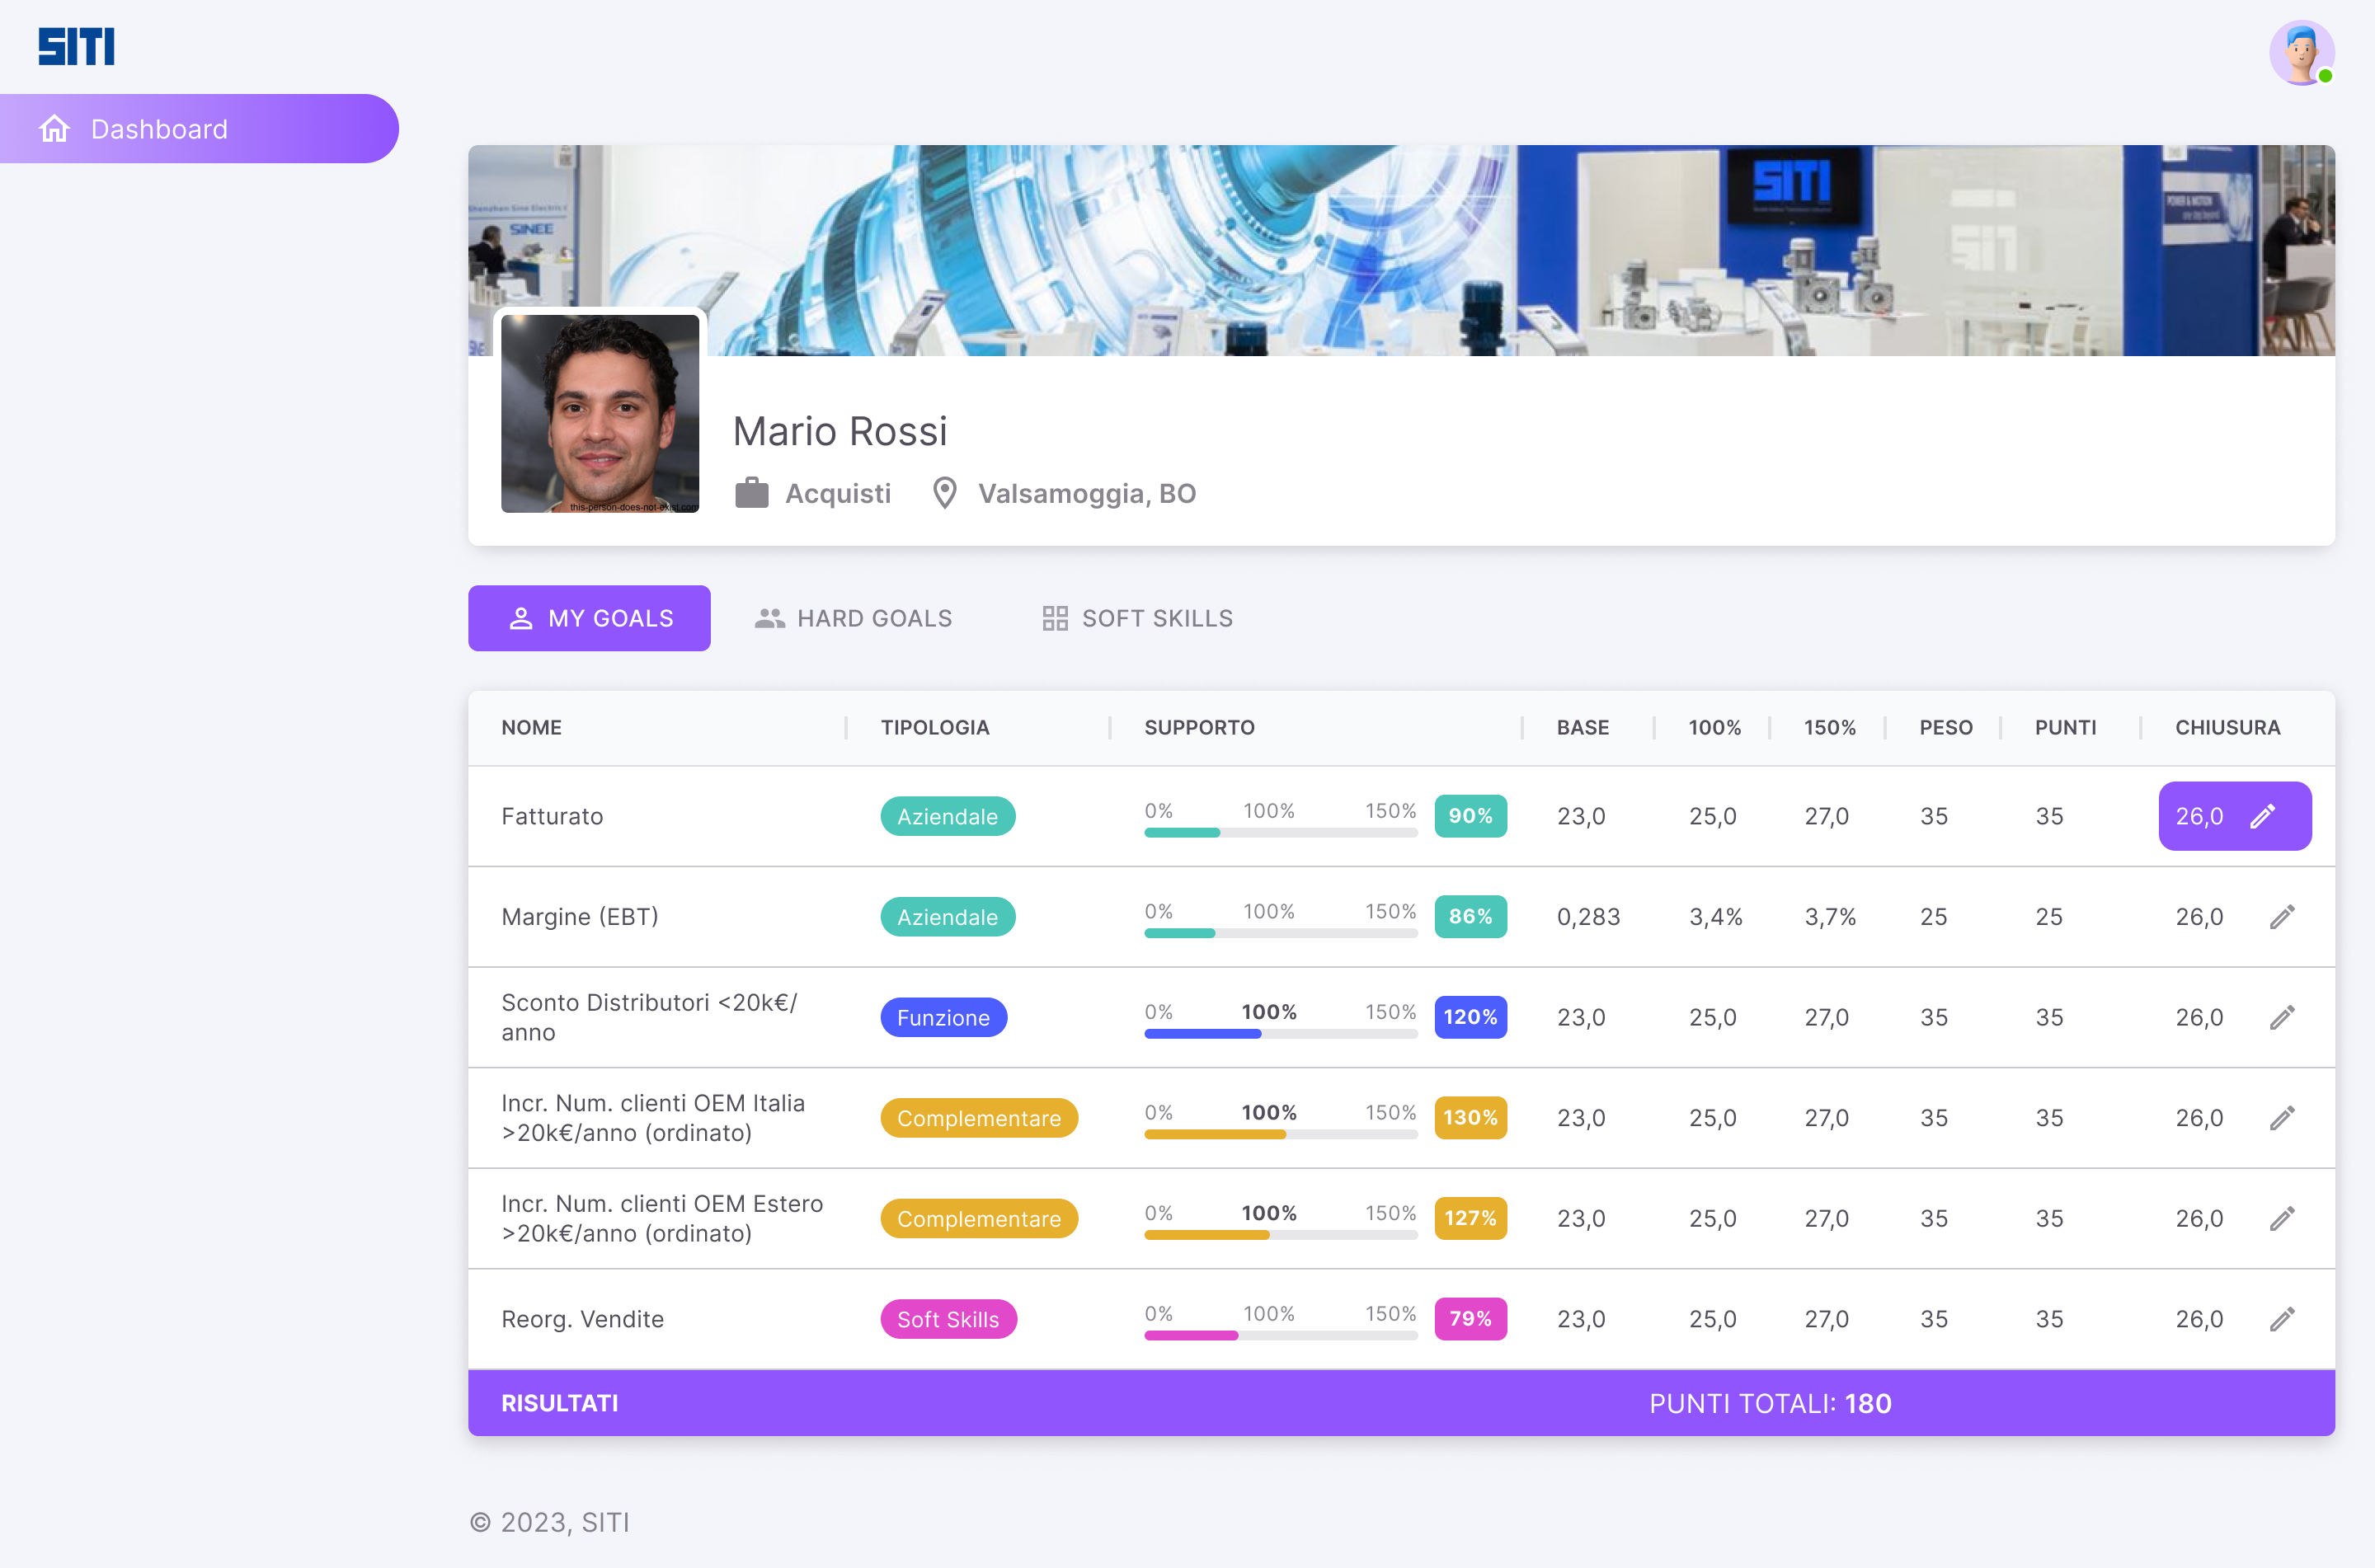 SITI
Dashboard
Shenzhen Sine Electric
SINEE
SITI
POWER & MOTION
SITI
this-person-does-not-exist.com
Mario Rossi
Acquisti Valsamoggia, BO
MY GOALS HARD GOALS SOFT SKILLS
NOME TIPOLOGIA SUPPORTO BASE 100% 150% PESO PUNTI CHIUSURA
Fatturato Aziendale 0% 100% 150% 90% 23,0 25,0 27,0 35 35 26,0
Margine (EBT) Aziendale 0% 100% 150% 86% 0,283 3,4% 3,7% 25 25 26,0
Sconto Distributori <20k€/
anno Funzione 0% 100% 150% 120% 23,0 25,0 27,0 35 35 26,0
Incr. Num. clienti OEM Italia
>20k€/anno (ordinato) Complementare 0% 100% 150% 130% 23,0 25,0 27,0 35 35 26,0
Incr. Num. clienti OEM Estero
>20k€/anno (ordinato) Complementare 0% 100% 150% 127% 23,0 25,0 27,0 35 35 26,0
Reorg. Vendite Soft Skills 0% 100% 150% 79% 23,0 25,0 27,0 35 35 26,0
RISULTATI PUNTI TOTALI: 180
© 2023, SITI